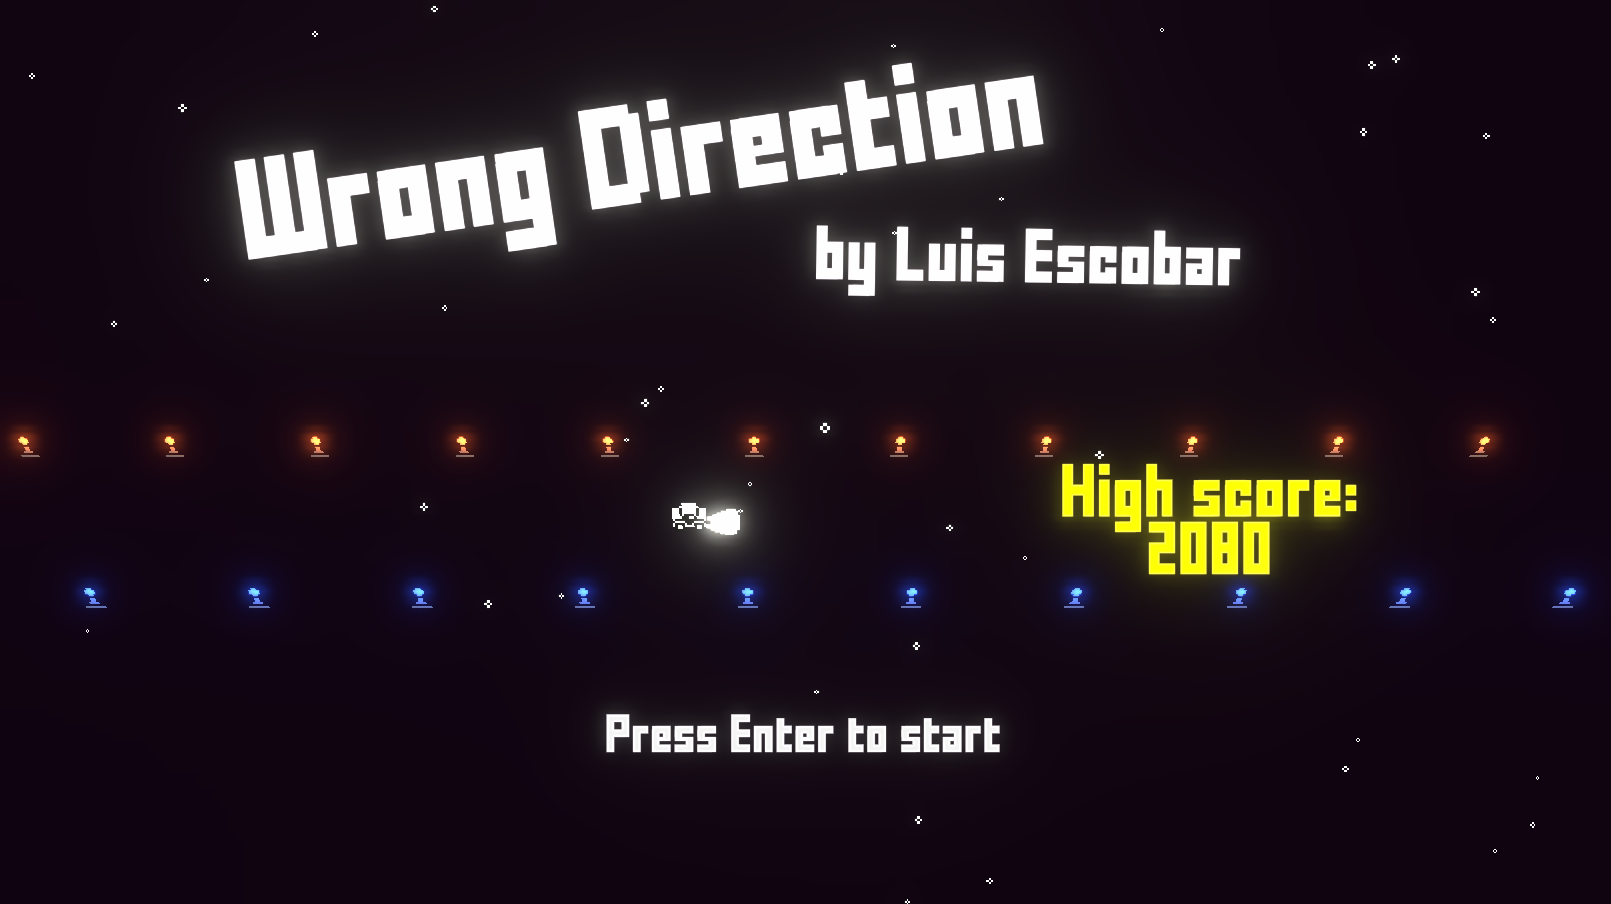 Wrong Direction
by Luis Escobar
High score:
2080
Press Enter to start